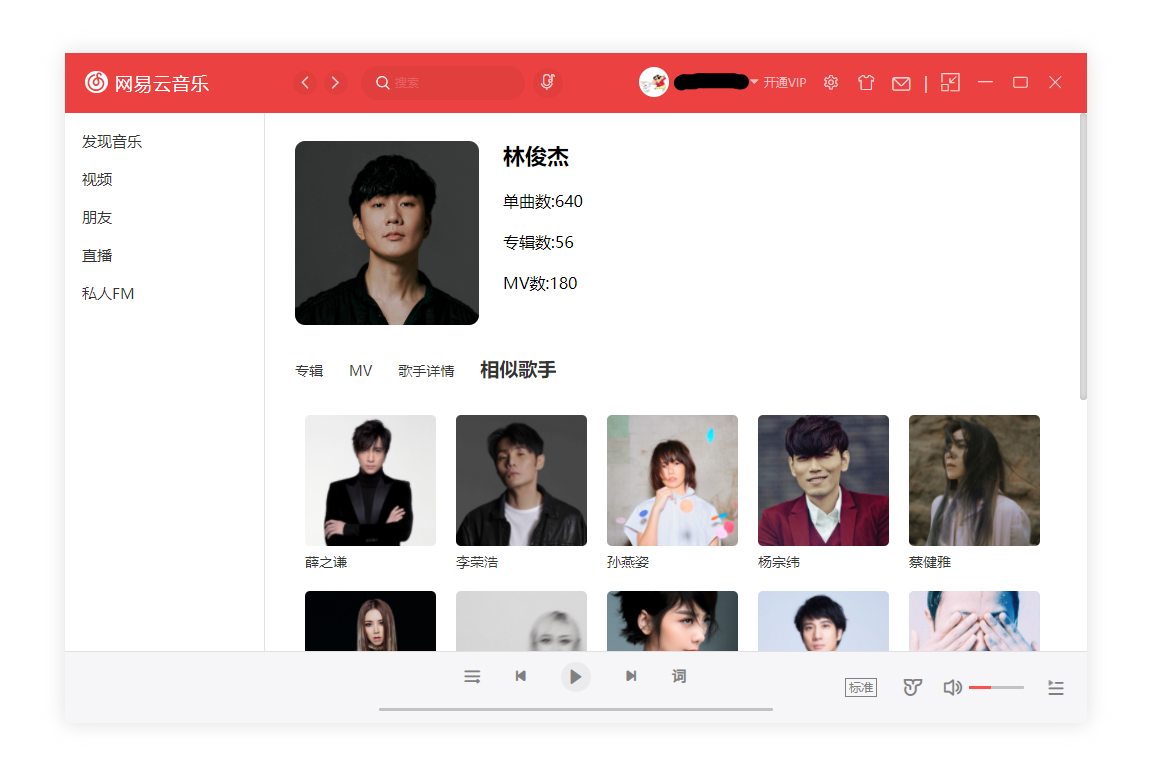 网易云音乐
搜索
开通VIP
发现音乐
视频
朋友
直播
私人FM
林俊杰
单曲数:640
专辑数:56
MV数:180
专辑 MV 歌手详情 相似歌手
薛之谦 李荣浩 孙燕姿 杨宗纬 蔡健雅
词
标准